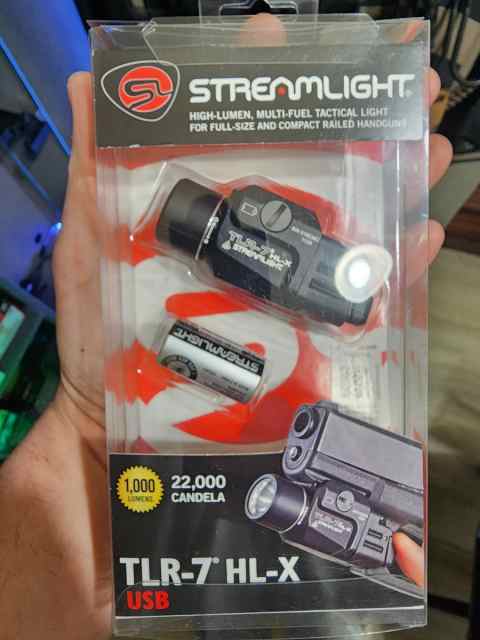 STREAMLIGHT®
HIGH-LUMEN, MULTI-FUEL TACTICAL LIGHT
FOR FULL-SIZE AND COMPACT RAILED HANDGUNS
TLR-7® HL-X
STREAMLIGHT
STREAMLIGHT
1,000
LUMENS
22,000
CANDELA
TLR-7® HL-X
USB